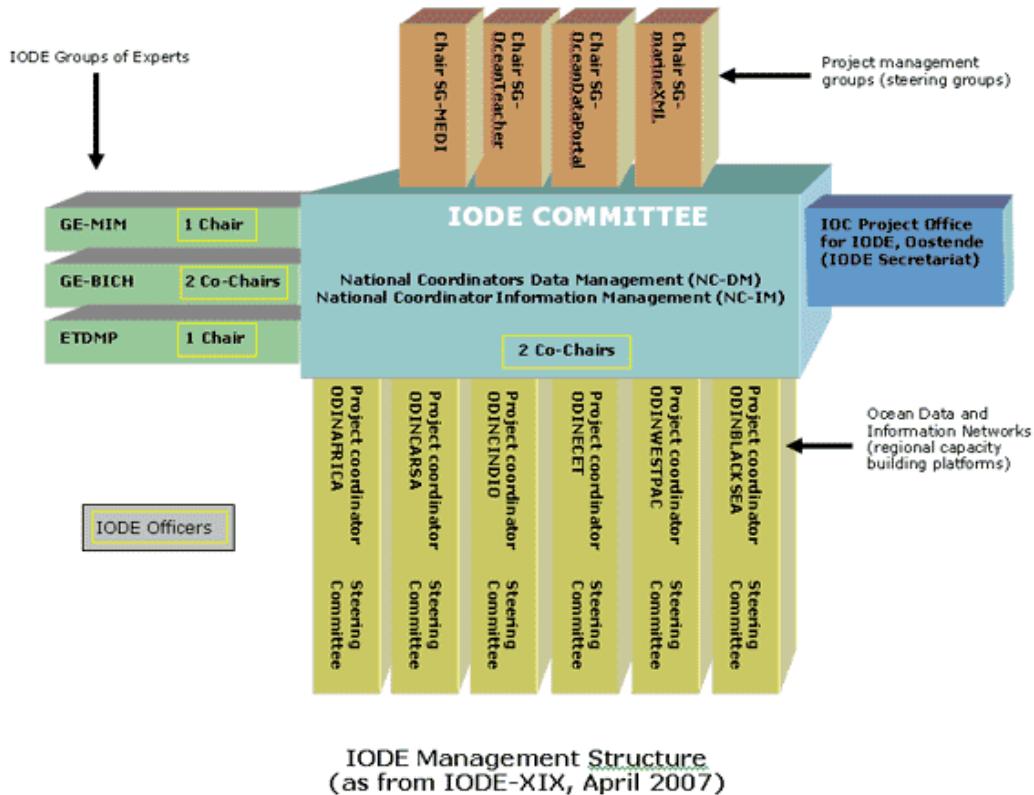 IODE Groups of Experts
Chair SG-MEDI
Chair SG-
OceanTeacher
Chair SG-
OceanDataPortal
Chair SG-
marineXML
Project management
groups (steering groups)
GE-MIM 1 Chair
GE-BICH 2 Co-Chairs
ETDMP 1 Chair
IODE COMMITTEE
National Coordinators Data Management (NC-DM)
National Coordinator Information Management (NC-IM)
2 Co-Chairs
IOC Project Office
for IODE, Oostende
(IODE Secretariat)
Project coordinator
ODINAFRICA
Steering
Committee
Project coordinator
ODINCARSA
Steering
Committee
Project coordinator
ODINCINDIO
Steering
Committee
Project coordinator
ODINECET
Steering
Committee
Project coordinator
ODINWESTPAC
Steering
Committee
Project coordinator
ODINBLACKSEA
Steering
Committee
Ocean Data and
Information Networks
(regional capacity
building platforms)
IODE Officers
IODE Management Structure
(as from IODE-XIX, April 2007)